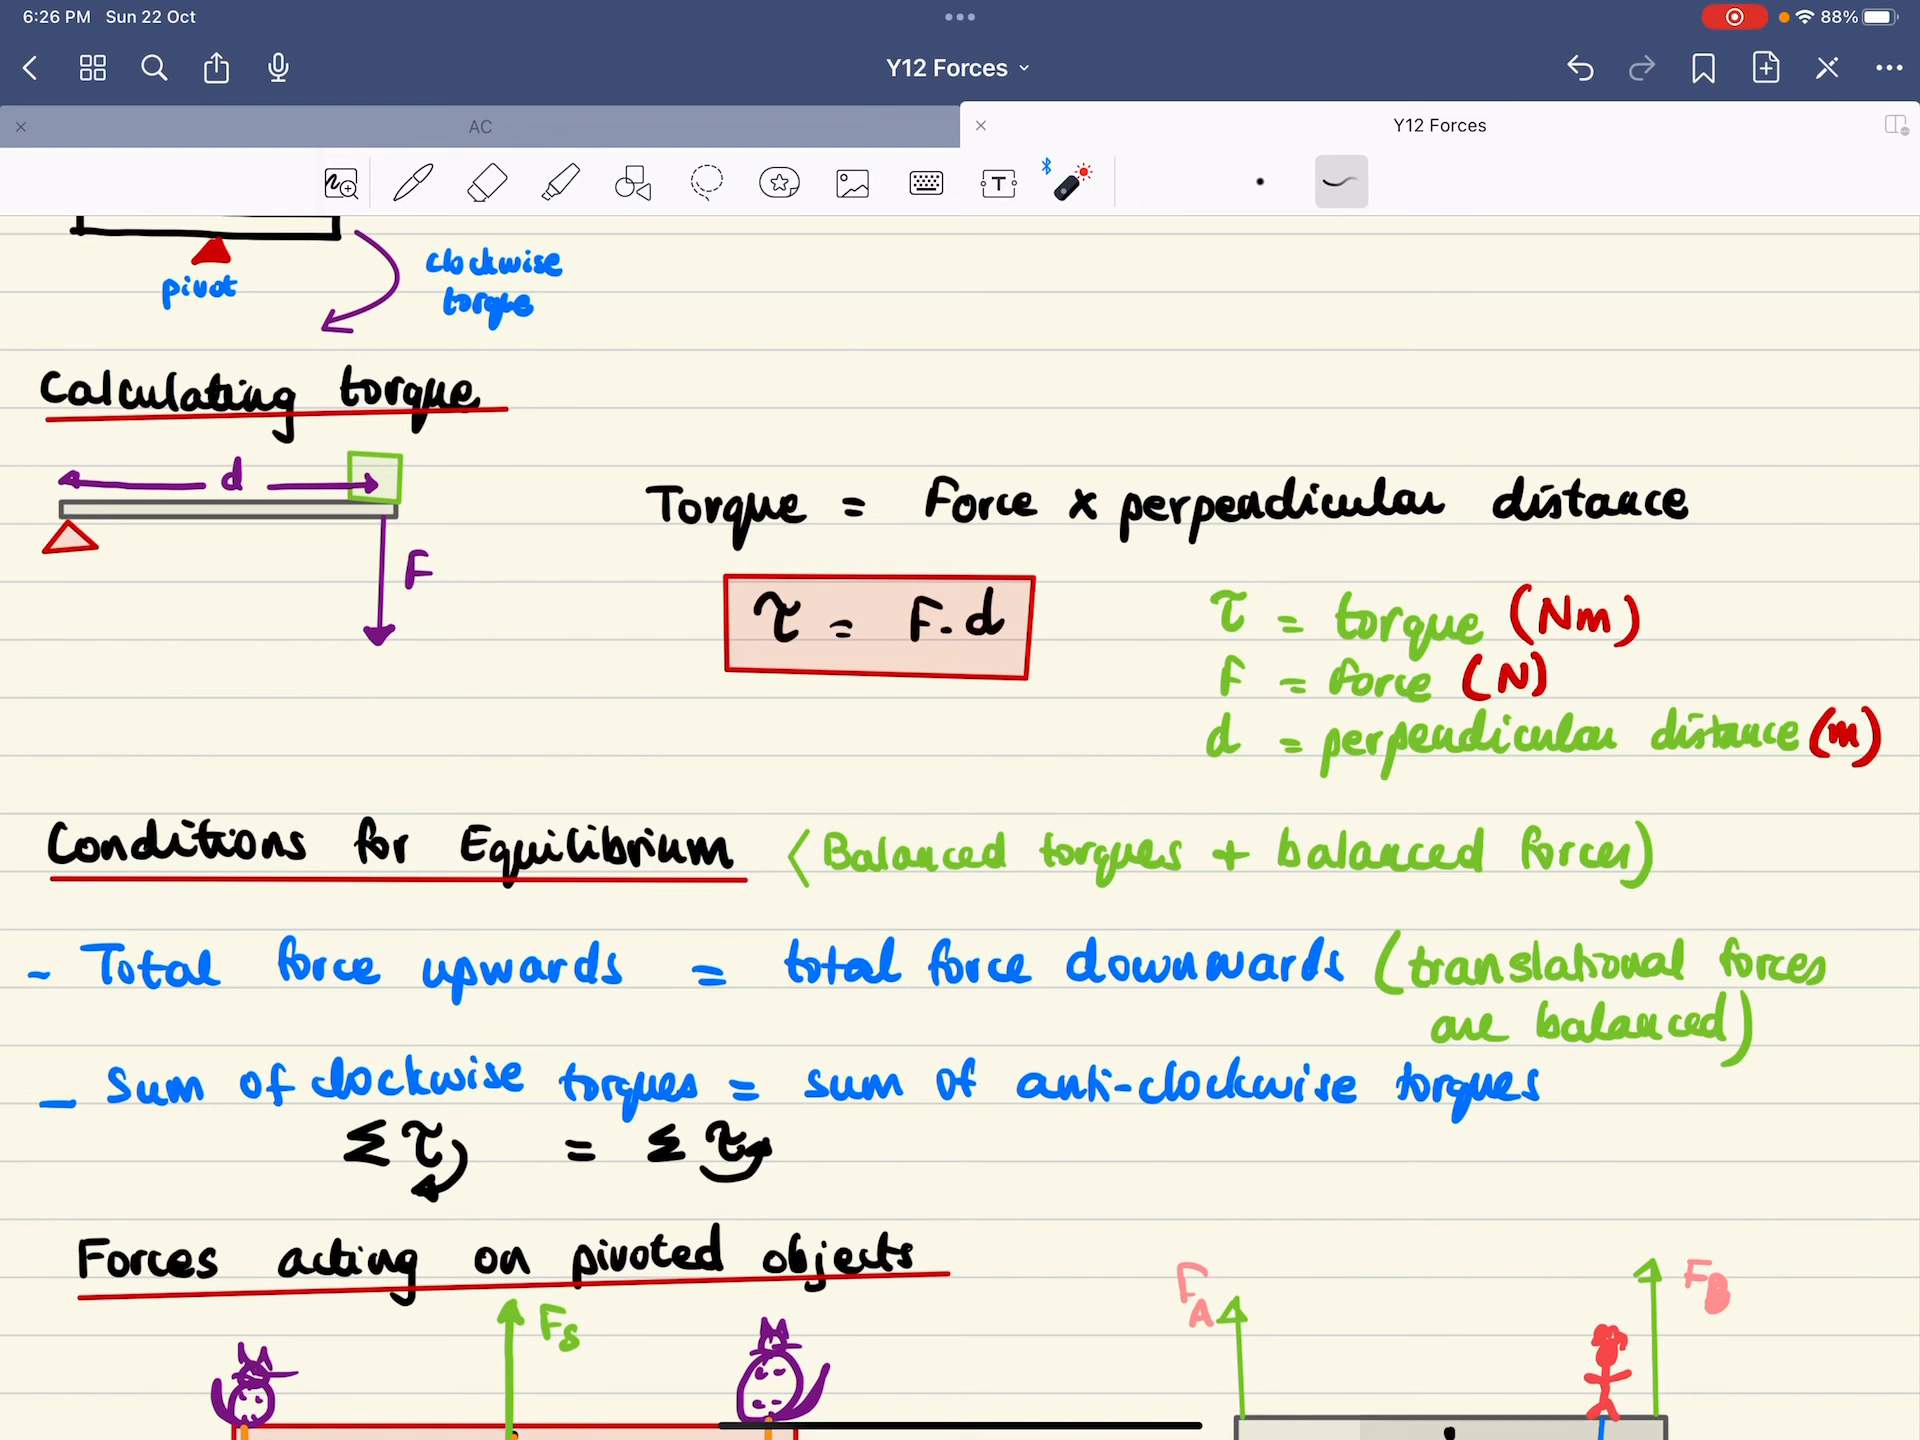 6:26 PM Sun 22 Oct
88%
Y12 Forces
AC
Y12 Forces
T
pivot
clockwise
torque
Calculating torque
d
F
Torque = Force x perpendicular distance
τ = F.d
τ = torque (Nm)
F = force (N)
d = perpendicular distance (m)
Conditions for Equilibrium (Balanced torques + balanced forces)
- Total force upwards = total force downwards (translational forces
are balanced)
- Sum of clockwise torques = sum of anti-clockwise torques
Σ τ = Σ τ
Forces acting on pivoted objects
Fs
FA
FB